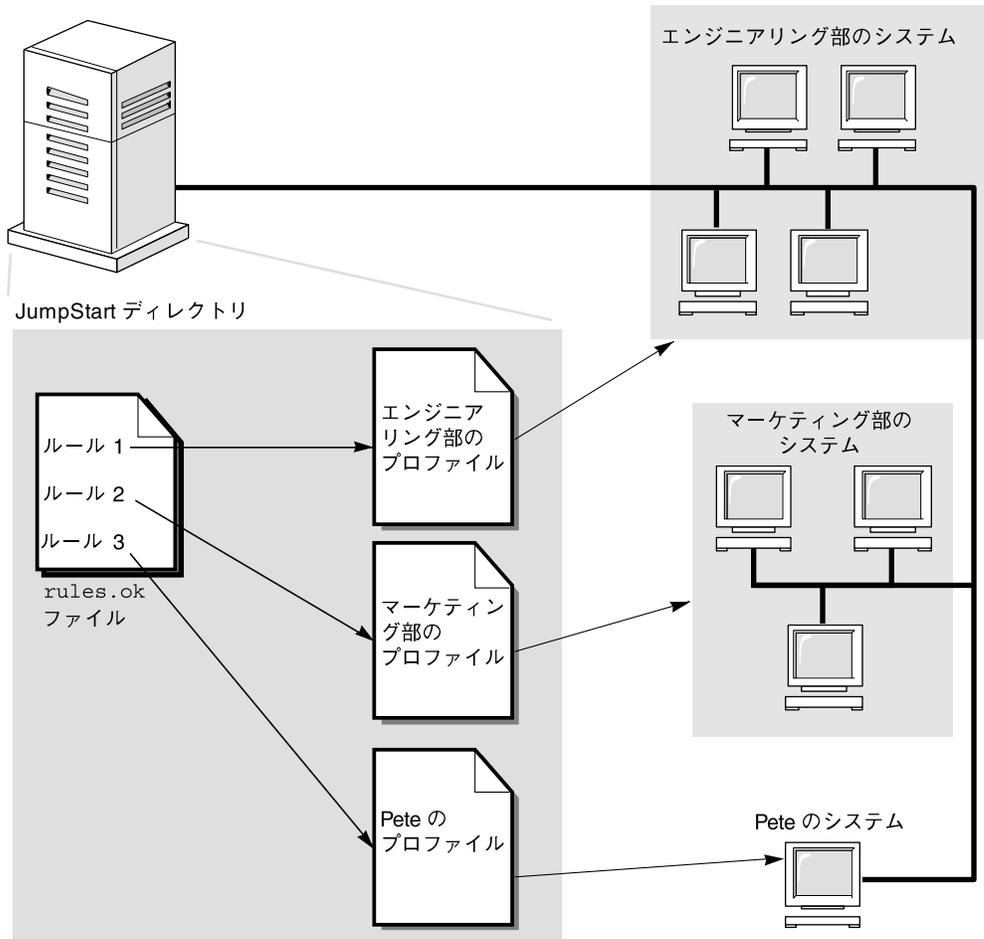 エンジニアリング部のシステム
JumpStart ディレクトリ
エンジニア
リング部の
プロファイル
ルール 1
ルール 2
ルール 3
rules.ok
ファイル
マーケティング部の
システム
マーケティン
グ部の
プロファイル
Pete の
プロファイル
Pete のシステム